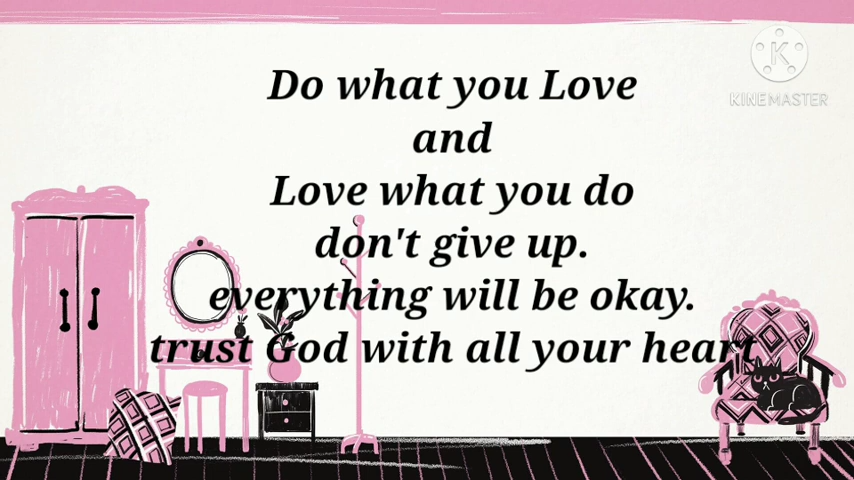 Do what you Love
and
Love what you do
don't give up.
everything will be okay.
trust God with all your heart
K
KINEMASTER